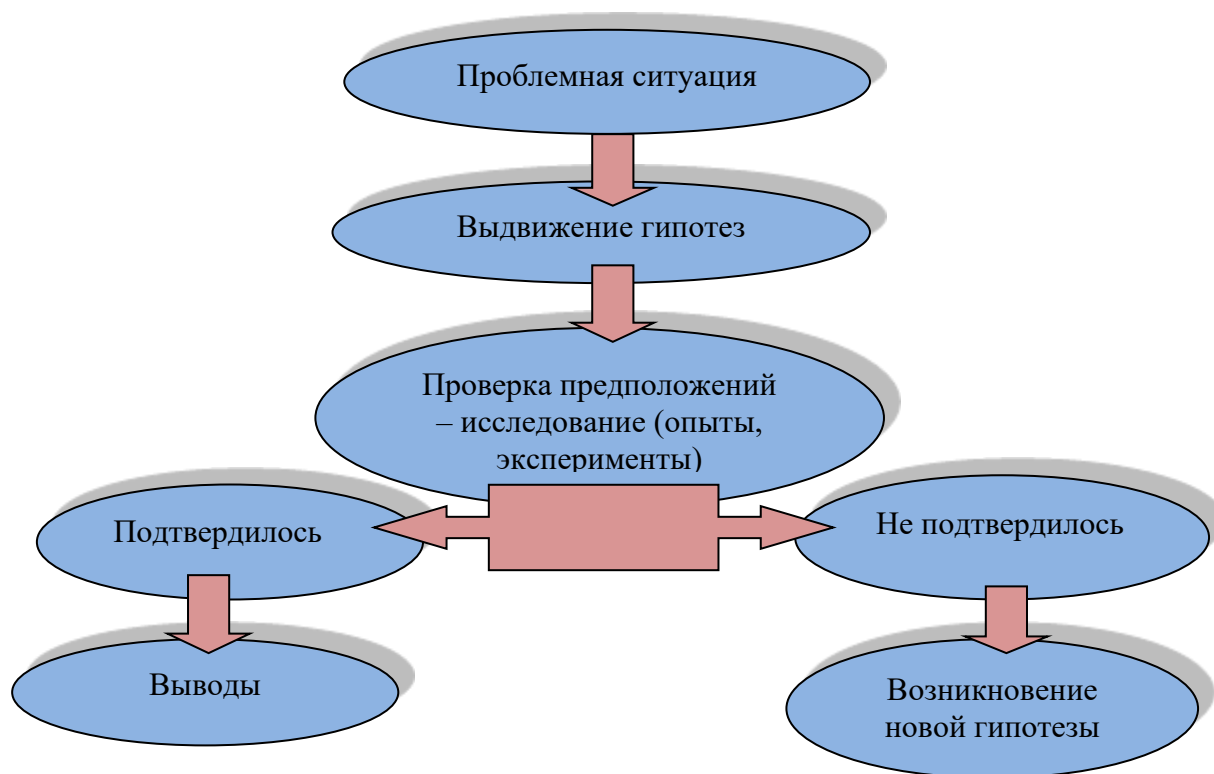 Проблемная ситуация
Выдвижение гипотез
Проверка предположений
– исследование (опыты,
эксперименты)
Подтвердилось
Не подтвердилось
Выводы
Возникновение
новой гипотезы